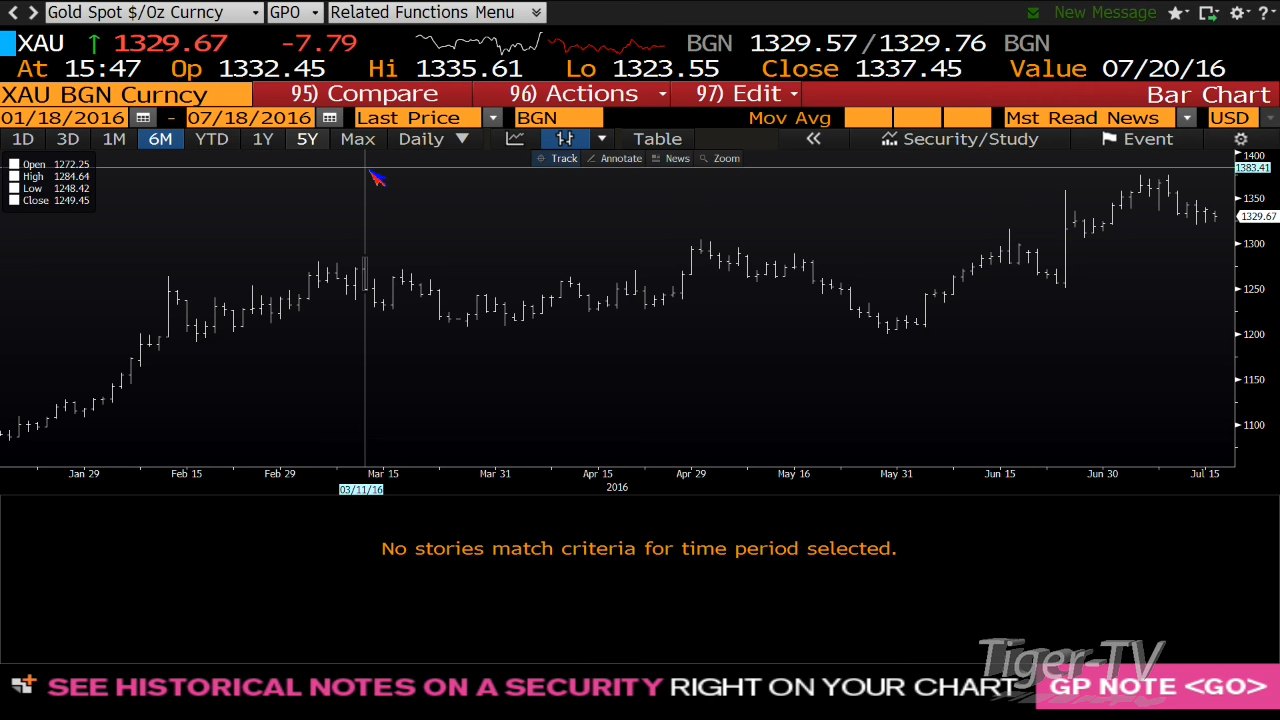 Gold Spot $/Oz Curncy GPO Related Functions Menu New Message
XAU ↑ 1329.67 -7.79 BGN 1329.57/1329.76 BGN
At 15:47 Op 1332.45 Hi 1335.61 Lo 1323.55 Close 1337.45 Value 07/20/16
XAU BGN Curncy 95) Compare 96) Actions 97) Edit Bar Chart
01/18/2016 - 07/18/2016 Last Price BGN Mov Avg Mst Read News USD
1D 3D 1M 6M YTD 1Y 5Y Max Daily ▼ Table « Security/Study Event
Track Annotate News Zoom
Open 1272.25
High 1284.64
Low 1248.42
Close 1249.45
1400
1383.41
1350
1329.67
1300
1250
1200
1150
1100
Jan 29 Feb 15 Feb 29 Mar 15 Mar 31 Apr 15 Apr 29 May 16 May 31 Jun 15 Jun 30 Jul 15
03/11/16 2016
No stories match criteria for time period selected.
Tiger-TV
SEE HISTORICAL NOTES ON A SECURITY RIGHT ON YOUR CHART GP NOTE <GO>